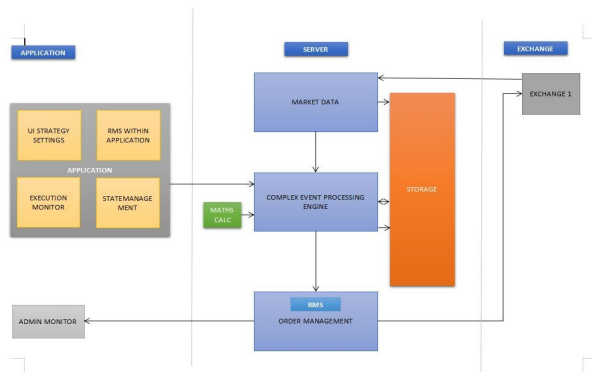 APPLICATION
SERVER
EXCHANGE
MARKET DATA
EXCHANGE 1
UI STRATEGY
SETTINGS
RMS WITHIN
APPLICATION
APPLICATION
EXECUTION
MONITOR
STATEMANAGE
MENT
MATHS
CALC
COMPLEX EVENT PROCESSING
ENGINE
STORAGE
RMS
ORDER MANAGEMENT
ADMIN MONITOR